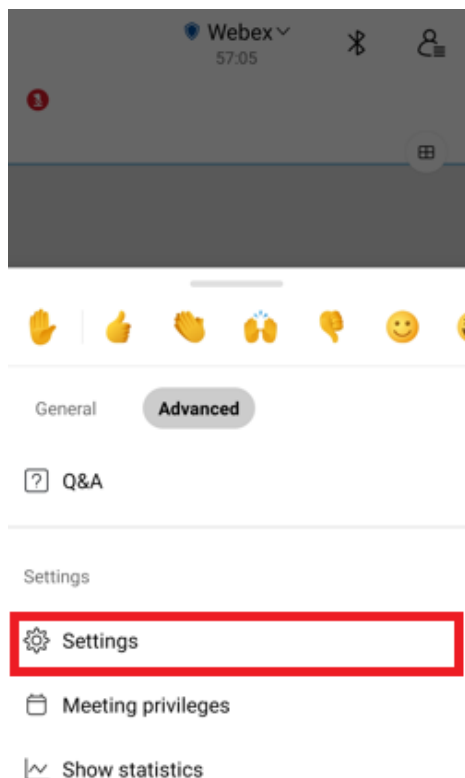 Webex
57:05
General Advanced
Q&A
Settings
Settings
Meeting privileges
Show statistics